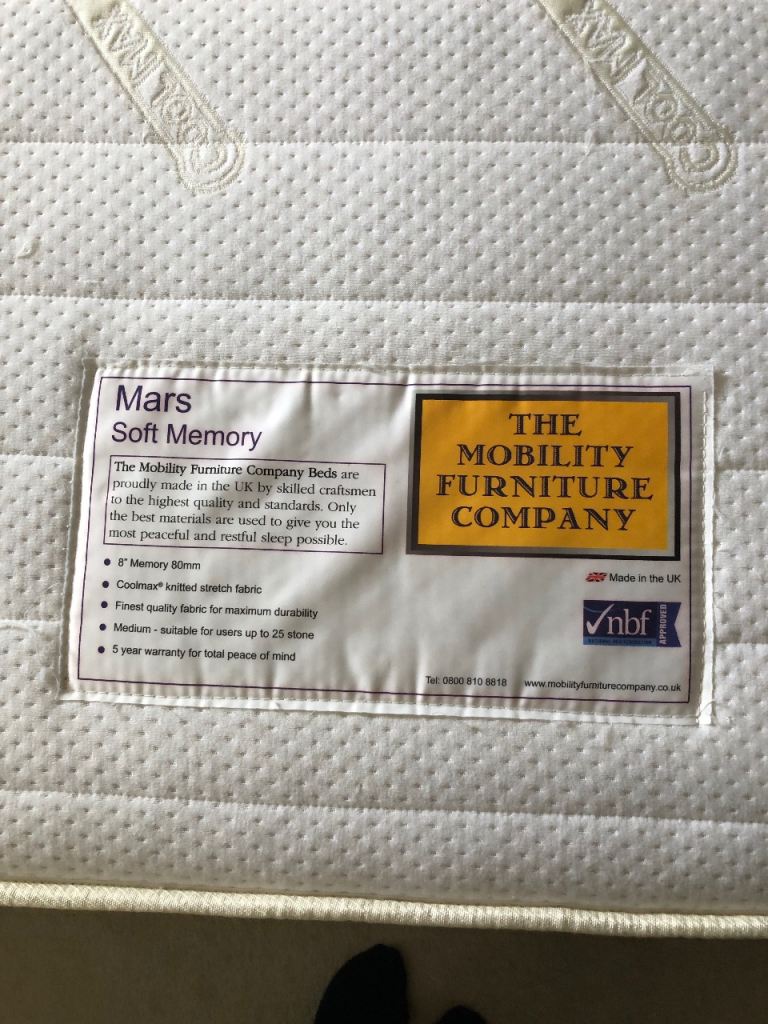 COOLMAX
COOLMAX
Mars
Soft Memory
The Mobility Furniture Company Beds are
proudly made in the UK by skilled craftsmen
to the highest quality and standards. Only
the best materials are used to give you the
most peaceful and restful sleep possible.
• 8" Memory 80mm
• Coolmax® knitted stretch fabric
• Finest quality fabric for maximum durability
• Medium - suitable for users up to 25 stone
• 5 year warranty for total peace of mind
THE
MOBILITY
FURNITURE
COMPANY
Made in the UK
nbf
APPROVED
Tel: 0800 810 8818 www.mobilityfurniturecompany.co.uk